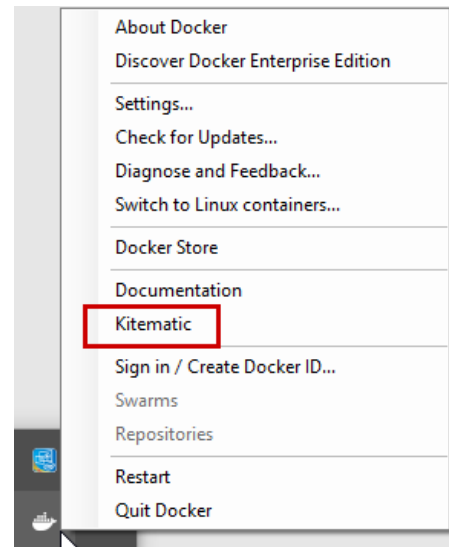 About Docker
Discover Docker Enterprise Edition
Settings...
Check for Updates...
Diagnose and Feedback...
Switch to Linux containers...
Docker Store
Documentation
Kitematic
Sign in / Create Docker ID...
Swarms
Repositories
Restart
Quit Docker